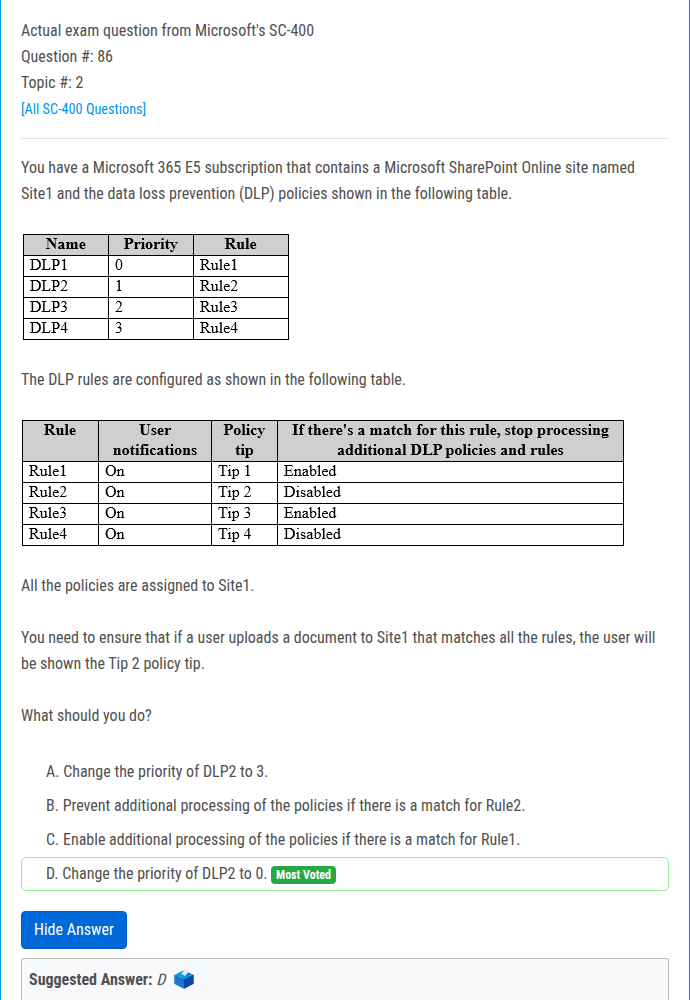 Actual exam question from Microsoft's SC-400
Question #: 86
Topic #: 2
[All SC-400 Questions]
You have a Microsoft 365 E5 subscription that contains a Microsoft SharePoint Online site named
Site1 and the data loss prevention (DLP) policies shown in the following table.
Name Priority Rule
DLP1 0 Rule1
DLP2 1 Rule2
DLP3 2 Rule3
DLP4 3 Rule4
The DLP rules are configured as shown in the following table.
Rule User Policy If there's a match for this rule, stop processing
notifications tip additional DLP policies and rules
Rule1 On Tip 1 Enabled
Rule2 On Tip 2 Disabled
Rule3 On Tip 3 Enabled
Rule4 On Tip 4 Disabled
All the policies are assigned to Site1.
You need to ensure that if a user uploads a document to Site1 that matches all the rules, the user will
be shown the Tip 2 policy tip.
What should you do?
A. Change the priority of DLP2 to 3.
B. Prevent additional processing of the policies if there is a match for Rule2.
C. Enable additional processing of the policies if there is a match for Rule1.
D. Change the priority of DLP2 to 0. Most Voted
Hide Answer
Suggested Answer: D